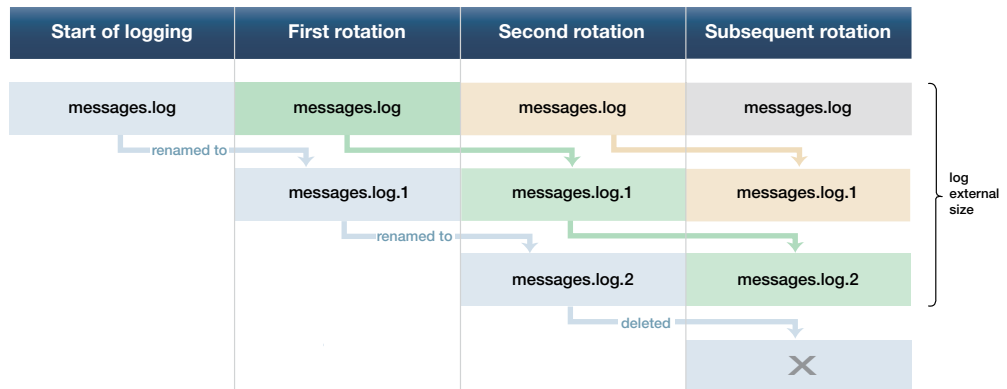 Start of logging
First rotation
Second rotation
Subsequent rotation
messages.log
messages.log
messages.log
messages.log
renamed to
messages.log.1
messages.log.1
messages.log.1
log
external
size
renamed to
messages.log.2
messages.log.2
deleted
X